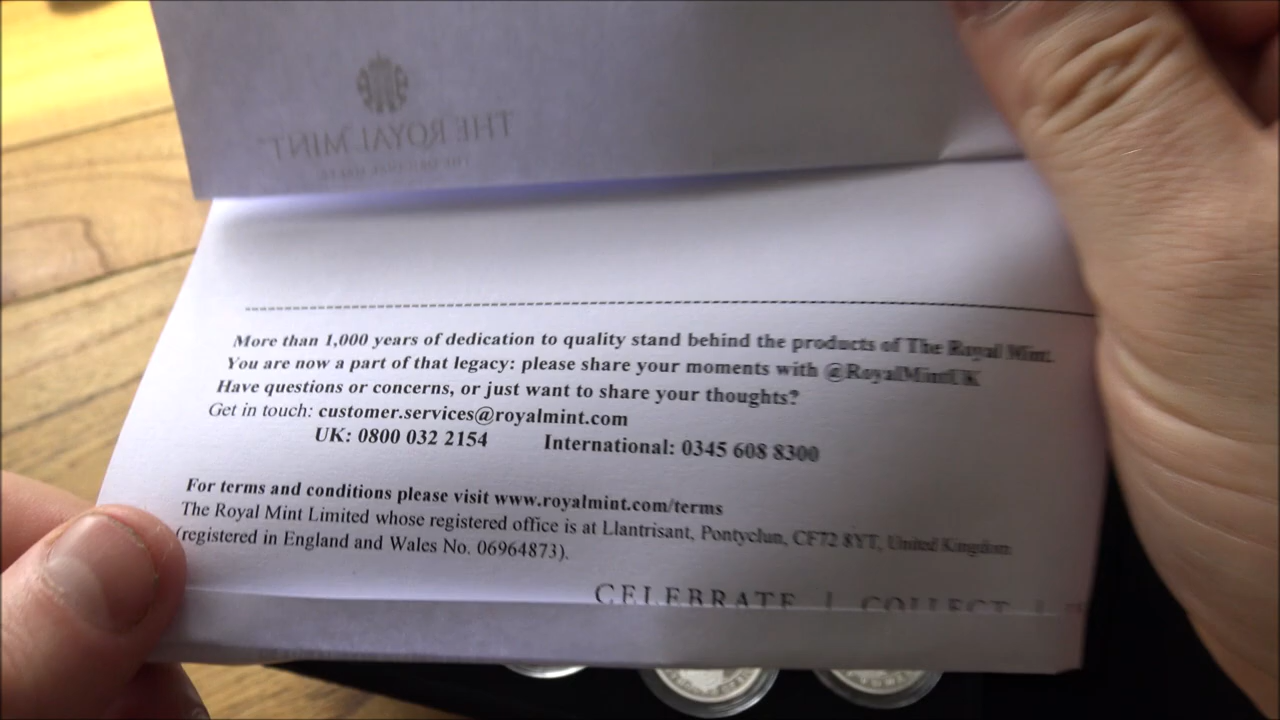 THE ROYAL MINT
More than 1,000 years of dedication to quality stand behind the products of The Royal Mint.
You are now a part of that legacy: please share your moments with @RoyalMintUK
Have questions or concerns, or just want to share your thoughts?
Get in touch: customer.services@royalmint.com
UK: 0800 032 2154 International: 0345 608 8300
For terms and conditions please visit www.royalmint.com/terms
The Royal Mint Limited whose registered office is at Llantrisant, Pontyclun, CF72 8YT, United Kingdom
(registered in England and Wales No. 06964873).
CELEBRATE | COLLECT |